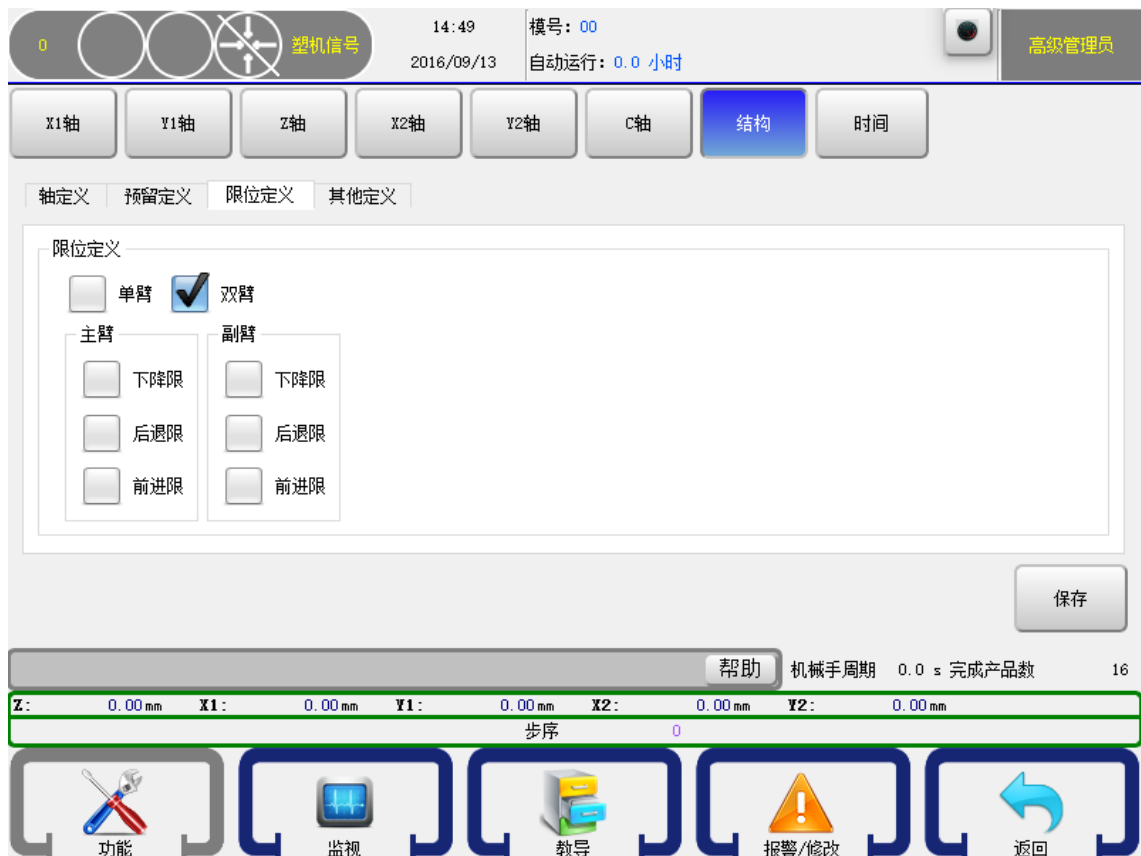 0 塑机信号 14:49 模号: 00 高级管理员
2016/09/13 自动运行: 0.0 小时
X1轴 Y1轴 Z轴 X2轴 Y2轴 C轴 结构 时间
轴定义 预留定义 限位定义 其他定义
限位定义
单臂 双臂
主臂 副臂
下降限 下降限
后退限 后退限
前进限 前进限
保存
帮助 机械手周期 0.0 s 完成产品数 16
Z: 0.00 mm X1: 0.00 mm Y1: 0.00 mm X2: 0.00 mm Y2: 0.00 mm
步序 0
功能 监视 教导 报警/修改 返回